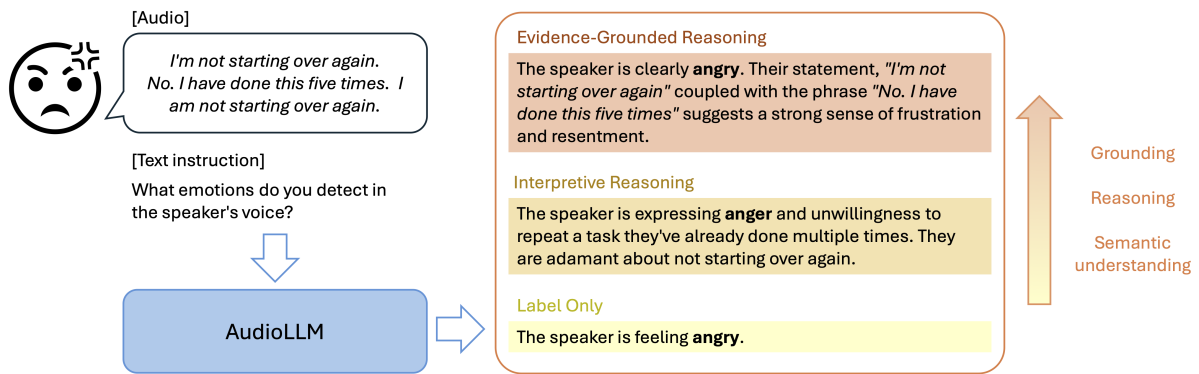 [Audio]
I'm not starting over again.
No. I have done this five times. I
am not starting over again.
[Text instruction]
What emotions do you detect in
the speaker's voice?
AudioLLM
Evidence-Grounded Reasoning
The speaker is clearly angry. Their statement, "I'm not
starting over again" coupled with the phrase "No. I have
done this five times" suggests a strong sense of frustration
and resentment.
Interpretive Reasoning
The speaker is expressing anger and unwillingness to
repeat a task they've already done multiple times. They
are adamant about not starting over again.
Label Only
The speaker is feeling angry.
Grounding
Reasoning
Semantic
understanding